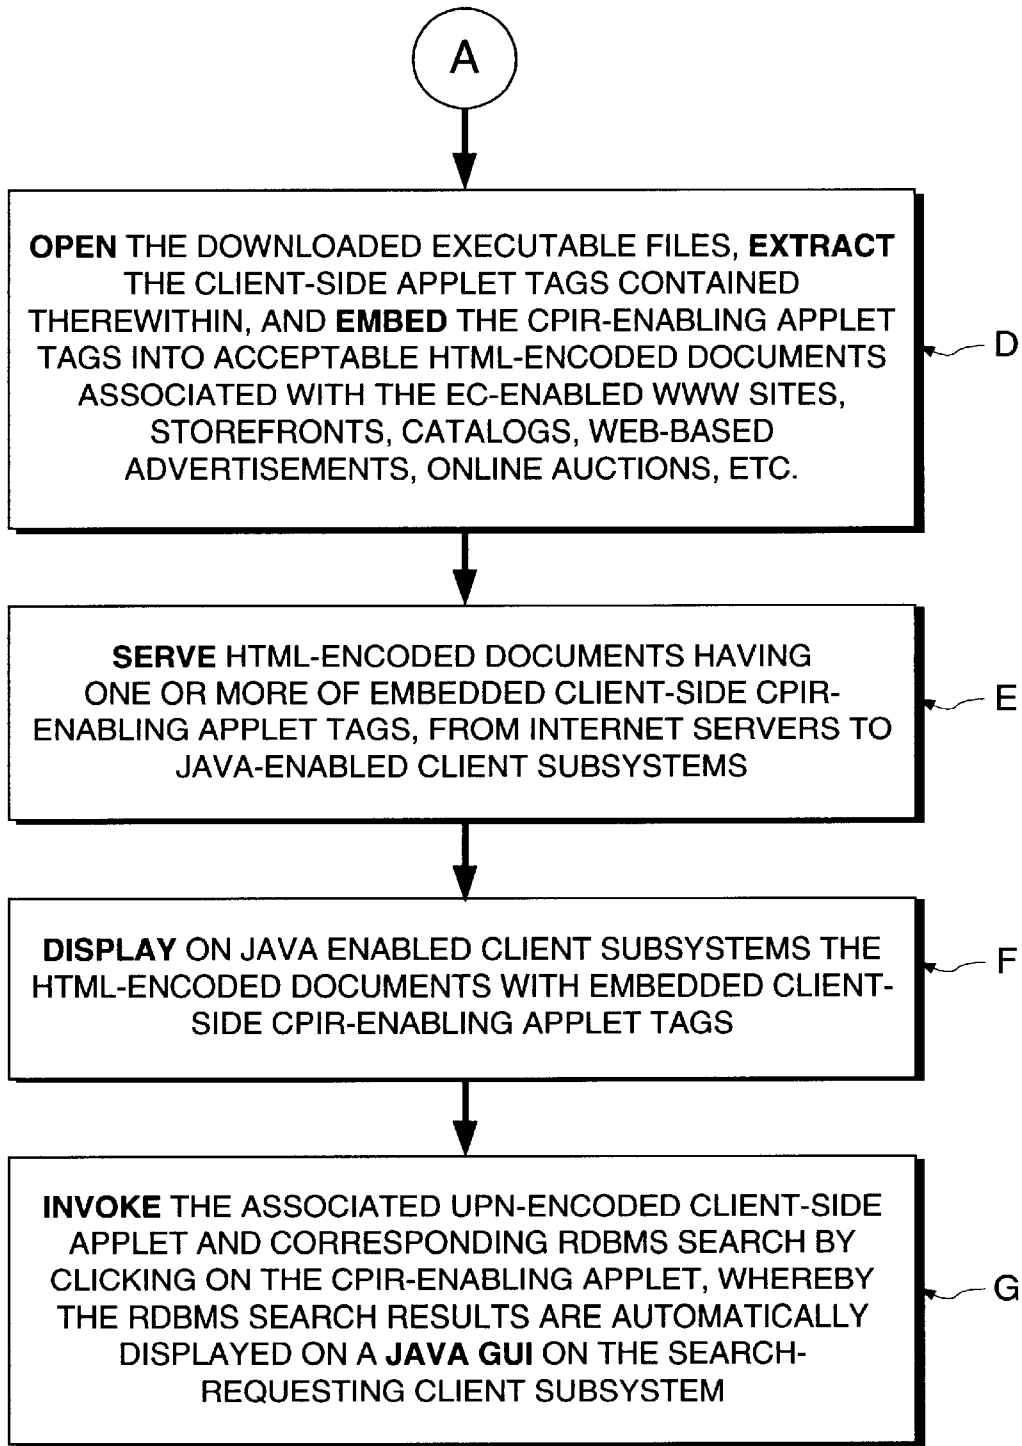 A
OPEN THE DOWNLOADED EXECUTABLE FILES, EXTRACT
THE CLIENT-SIDE APPLET TAGS CONTAINED
THEREWITHIN, AND EMBED THE CPIR-ENABLING APPLET
TAGS INTO ACCEPTABLE HTML-ENCODED DOCUMENTS
ASSOCIATED WITH THE EC-ENABLED WWW SITES,
STOREFRONTS, CATALOGS, WEB-BASED
ADVERTISEMENTS, ONLINE AUCTIONS, ETC.
D
SERVE HTML-ENCODED DOCUMENTS HAVING
ONE OR MORE OF EMBEDDED CLIENT-SIDE CPIR-
ENABLING APPLET TAGS, FROM INTERNET SERVERS TO
JAVA-ENABLED CLIENT SUBSYSTEMS
E
DISPLAY ON JAVA ENABLED CLIENT SUBSYSTEMS THE
HTML-ENCODED DOCUMENTS WITH EMBEDDED CLIENT-
SIDE CPIR-ENABLING APPLET TAGS
F
INVOKE THE ASSOCIATED UPN-ENCODED CLIENT-SIDE
APPLET AND CORRESPONDING RDBMS SEARCH BY
CLICKING ON THE CPIR-ENABLING APPLET, WHEREBY
THE RDBMS SEARCH RESULTS ARE AUTOMATICALLY
DISPLAYED ON A JAVA GUI ON THE SEARCH-
REQUESTING CLIENT SUBSYSTEM
G